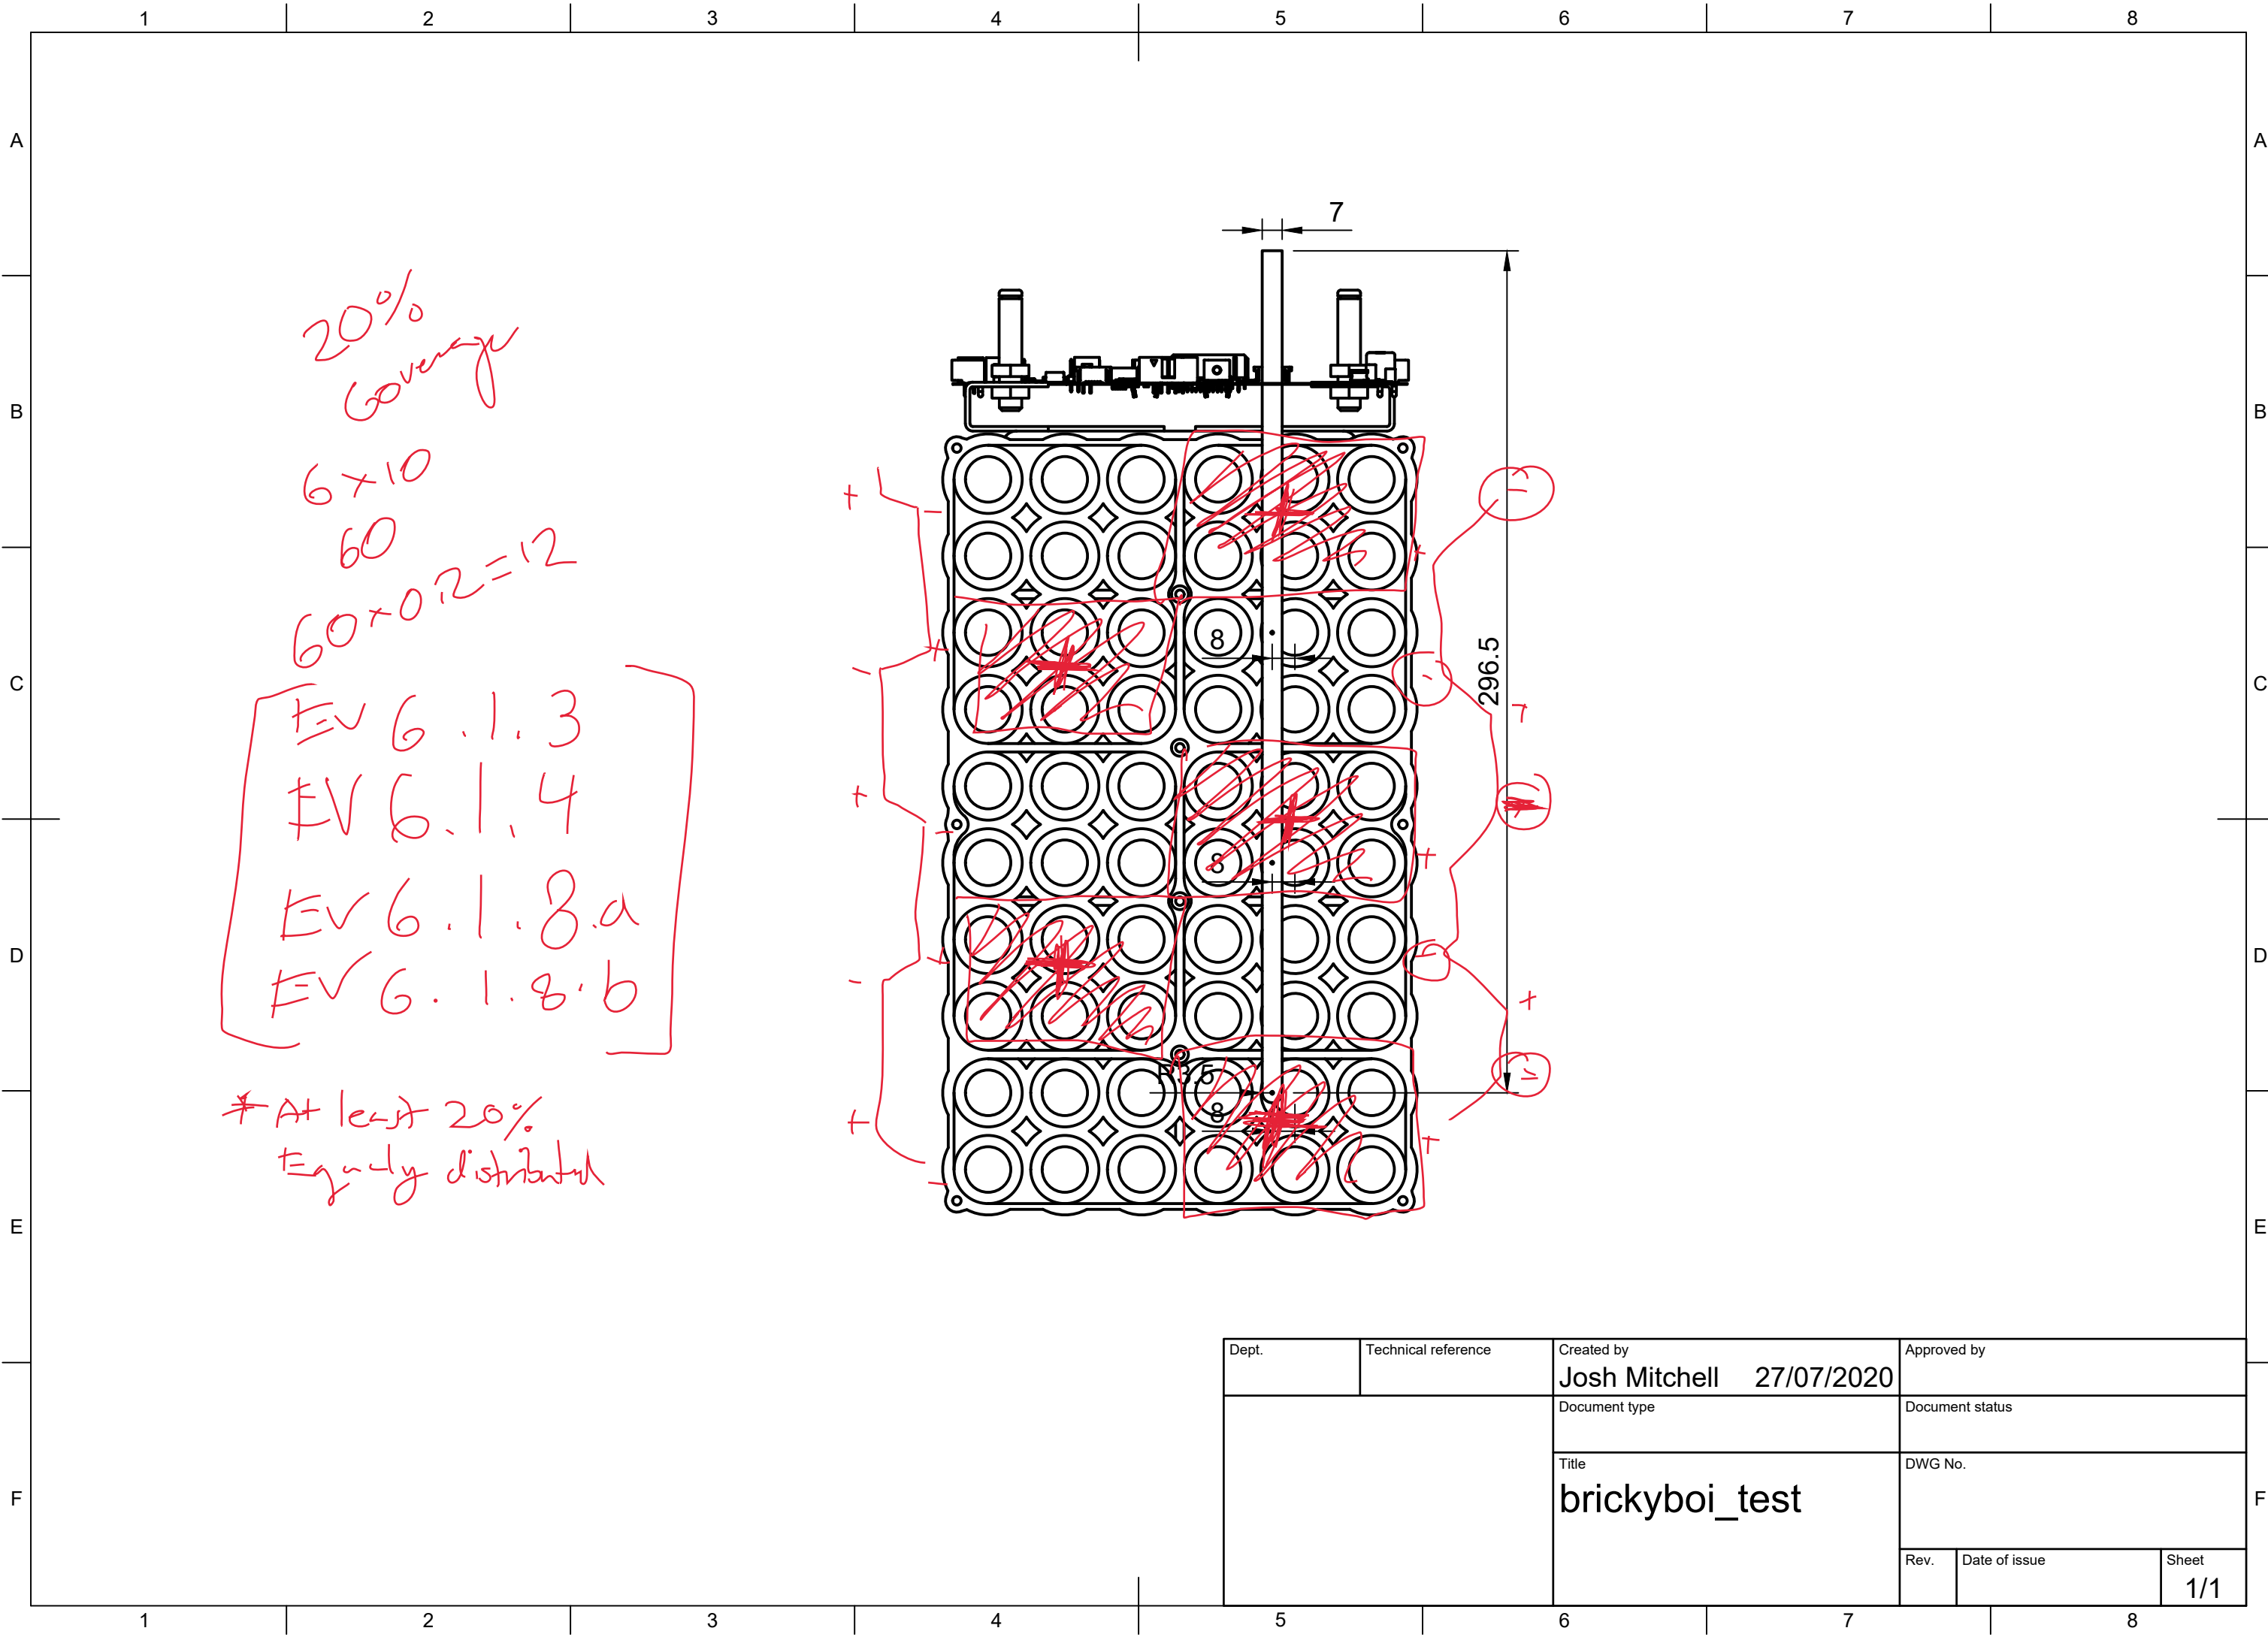 1 2 3 4 5 6 7 8
A A
7
20%
Coverage
B B
6 × 10
60
60 × 0.2 = 12
8
296.5
C C
EV 6.1.3
EV 6.1.4
8
EV 6.1.8.a
D D
EV 6.1.8.b
R3.5
8
* At least 20%
Equally distributed
E E
Dept. Technical reference Created by Approved by
Josh Mitchell 27/07/2020
Document type Document status
Title DWG No.
brickyboi_test
F F
Rev. Date of issue Sheet
1/1
1 2 3 4 5 6 7 8